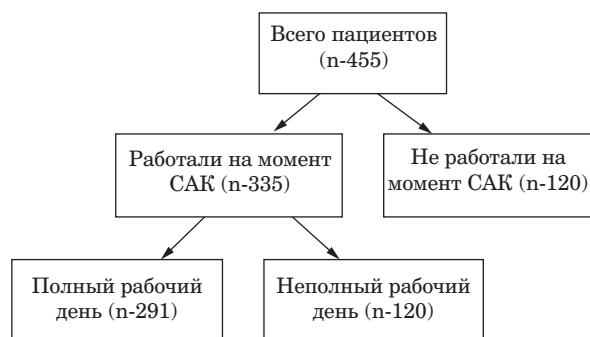 Всего пациентов
(n-455)
Работали на момент
САК (n-335)
Не работали на
момент САК (n-120)
Полный рабочий
день (n-291)
Неполный рабочий
день (n-120)